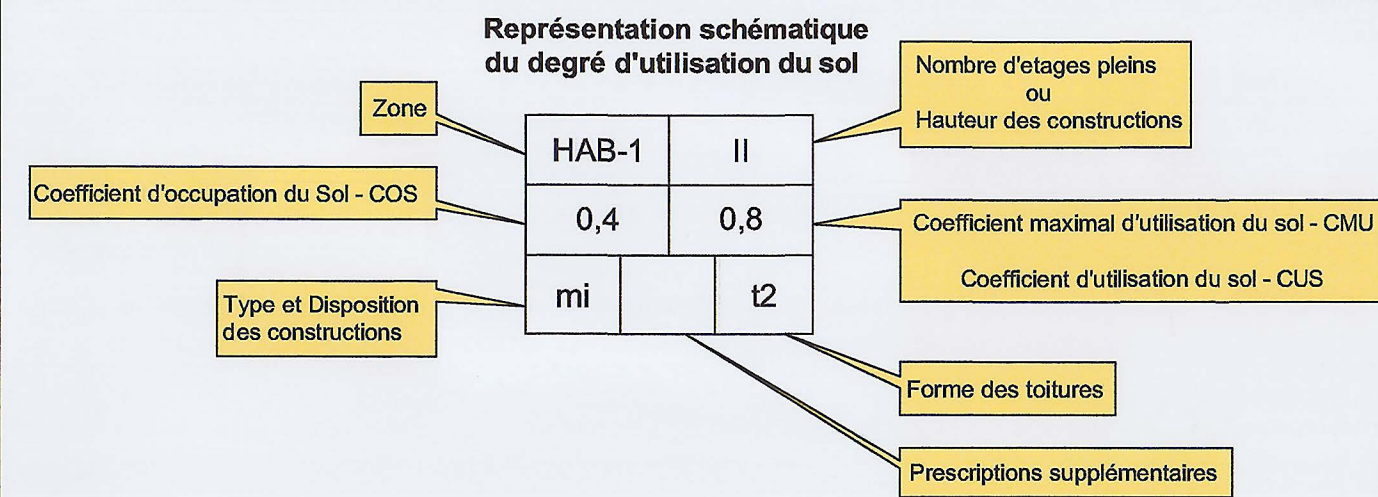 Représentation schématique
du degré d'utilisation du sol
Zone
Nombre d'etages pleins
ou
Hauteur des constructions
HAB-1
II
Coefficient d'occupation du Sol - COS
0,4
0,8
Coefficient maximal d'utilisation du sol - CMU
Coefficient d'utilisation du sol - CUS
Type et Disposition
des constructions
mi
t2
Forme des toitures
Prescriptions supplémentaires